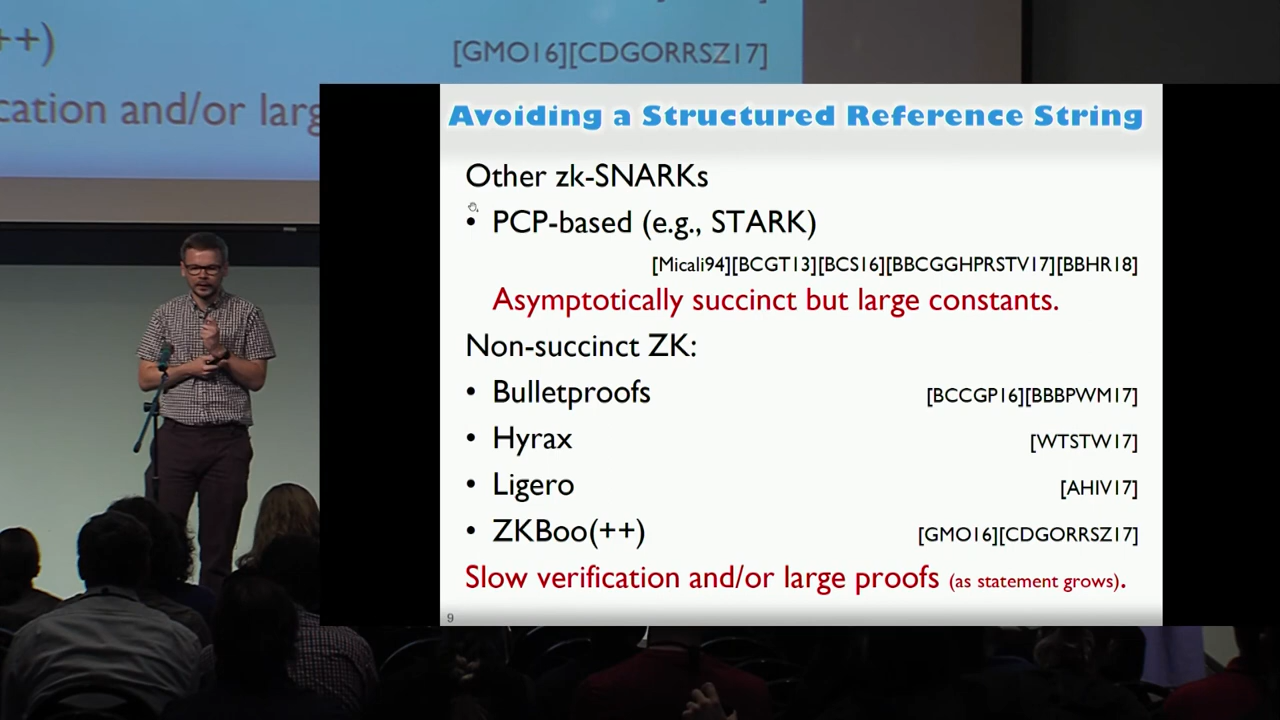 ++)
[GMO16][CDGORRSZ17]
cation and/or larg
Avoiding a Structured Reference String
Other zk-SNARKs
• PCP-based (e.g., STARK)
[Micali94][BCGT13][BCS16][BBCGGHPRSTV17][BBHR18]
Asymptotically succinct but large constants.
Non-succinct ZK:
• Bulletproofs [BCCGP16][BBBPWM17]
• Hyrax [WTSTW17]
• Ligero [AHIV17]
• ZKBoo(++) [GMO16][CDGORRSZ17]
Slow verification and/or large proofs (as statement grows).
9